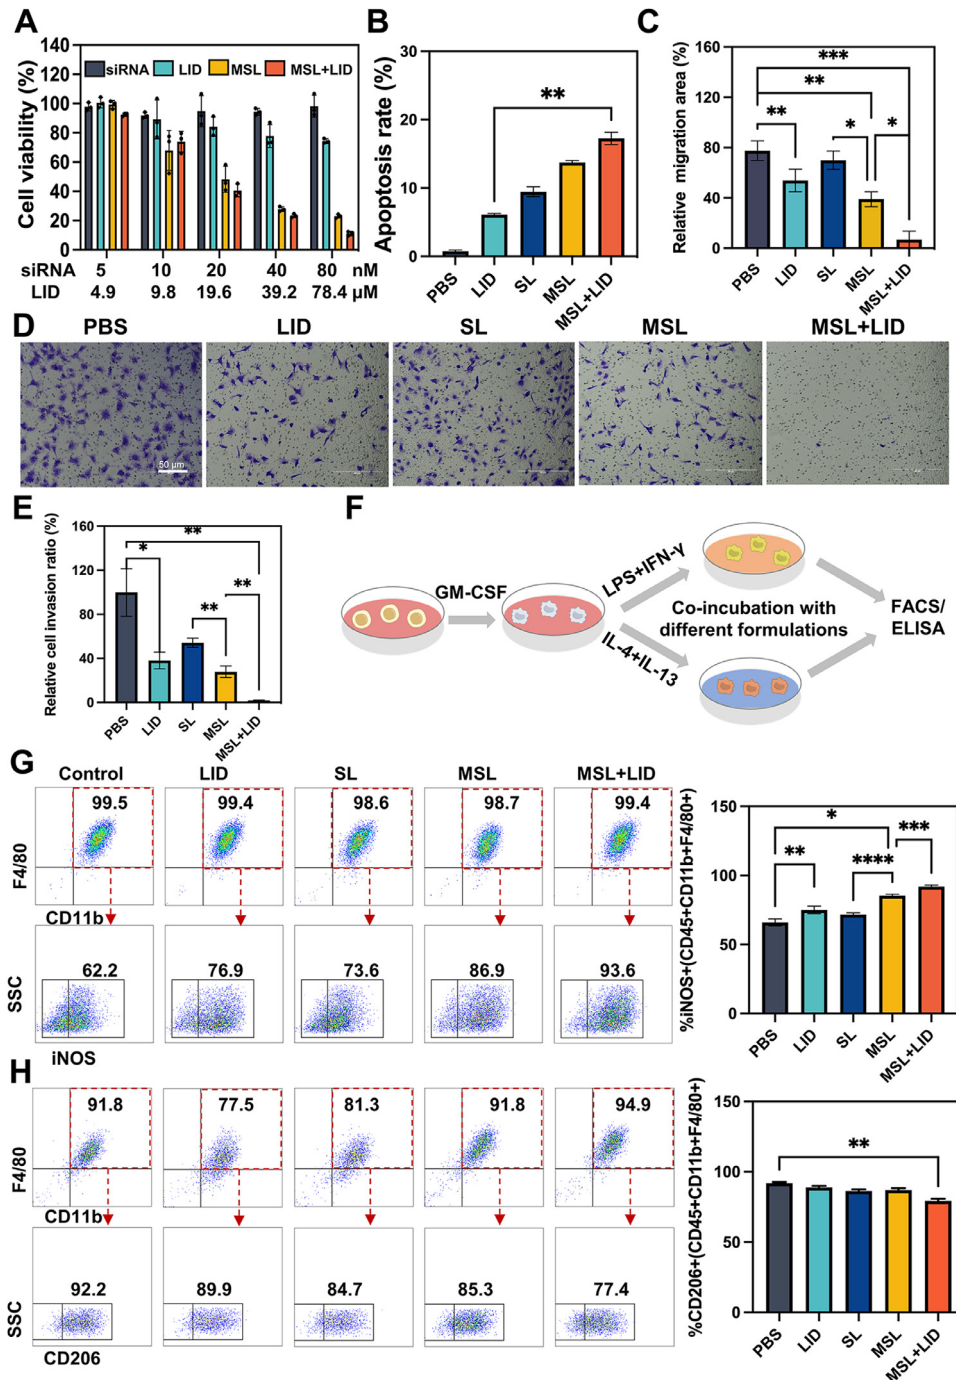 A
Cell viability (%)
siRNA LID MSL MSL+LID
140
120
100
80
60
40
20
0
siRNA 5 10 20 40 80 nM
LID 4.9 9.8 19.6 39.2 78.4 μM
B
Apoptosis rate (%)
30
20
10
0
**
PBS
LID
SL
MSL
MSL+LID
C
Relative migration area (%)
160
120
80
40
0
***
**
**
*
*
PBS
LID
SL
MSL
MSL+LID
D
PBS LID SL MSL MSL+LID
50 μm
E
Relative cell invasion ratio (%)
160
120
80
40
0
**
*
**
**
PBS
LID
SL
MSL
MSL+LID
F
GM-CSF
LPS+IFN-γ
IL-4+IL-13
Co-incubation with
different formulations
FACS/
ELISA
G
Control LID SL MSL MSL+LID
99.5 99.4 98.6 98.7 99.4
F4/80
CD11b
62.2 76.9 73.6 86.9 93.6
SSC
iNOS
%iNOS+(CD45+CD11b+F4/80+)
150
100
50
0
*
**
****
***
PBS
LID
SL
MSL
MSL+LID
H
91.8 77.5 81.3 91.8 94.9
F4/80
CD11b
92.2 89.9 84.7 85.3 77.4
SSC
CD206
%CD206+(CD45+CD11b+F4/80+)
150
100
50
0
**
PBS
LID
SL
MSL
MSL+LID